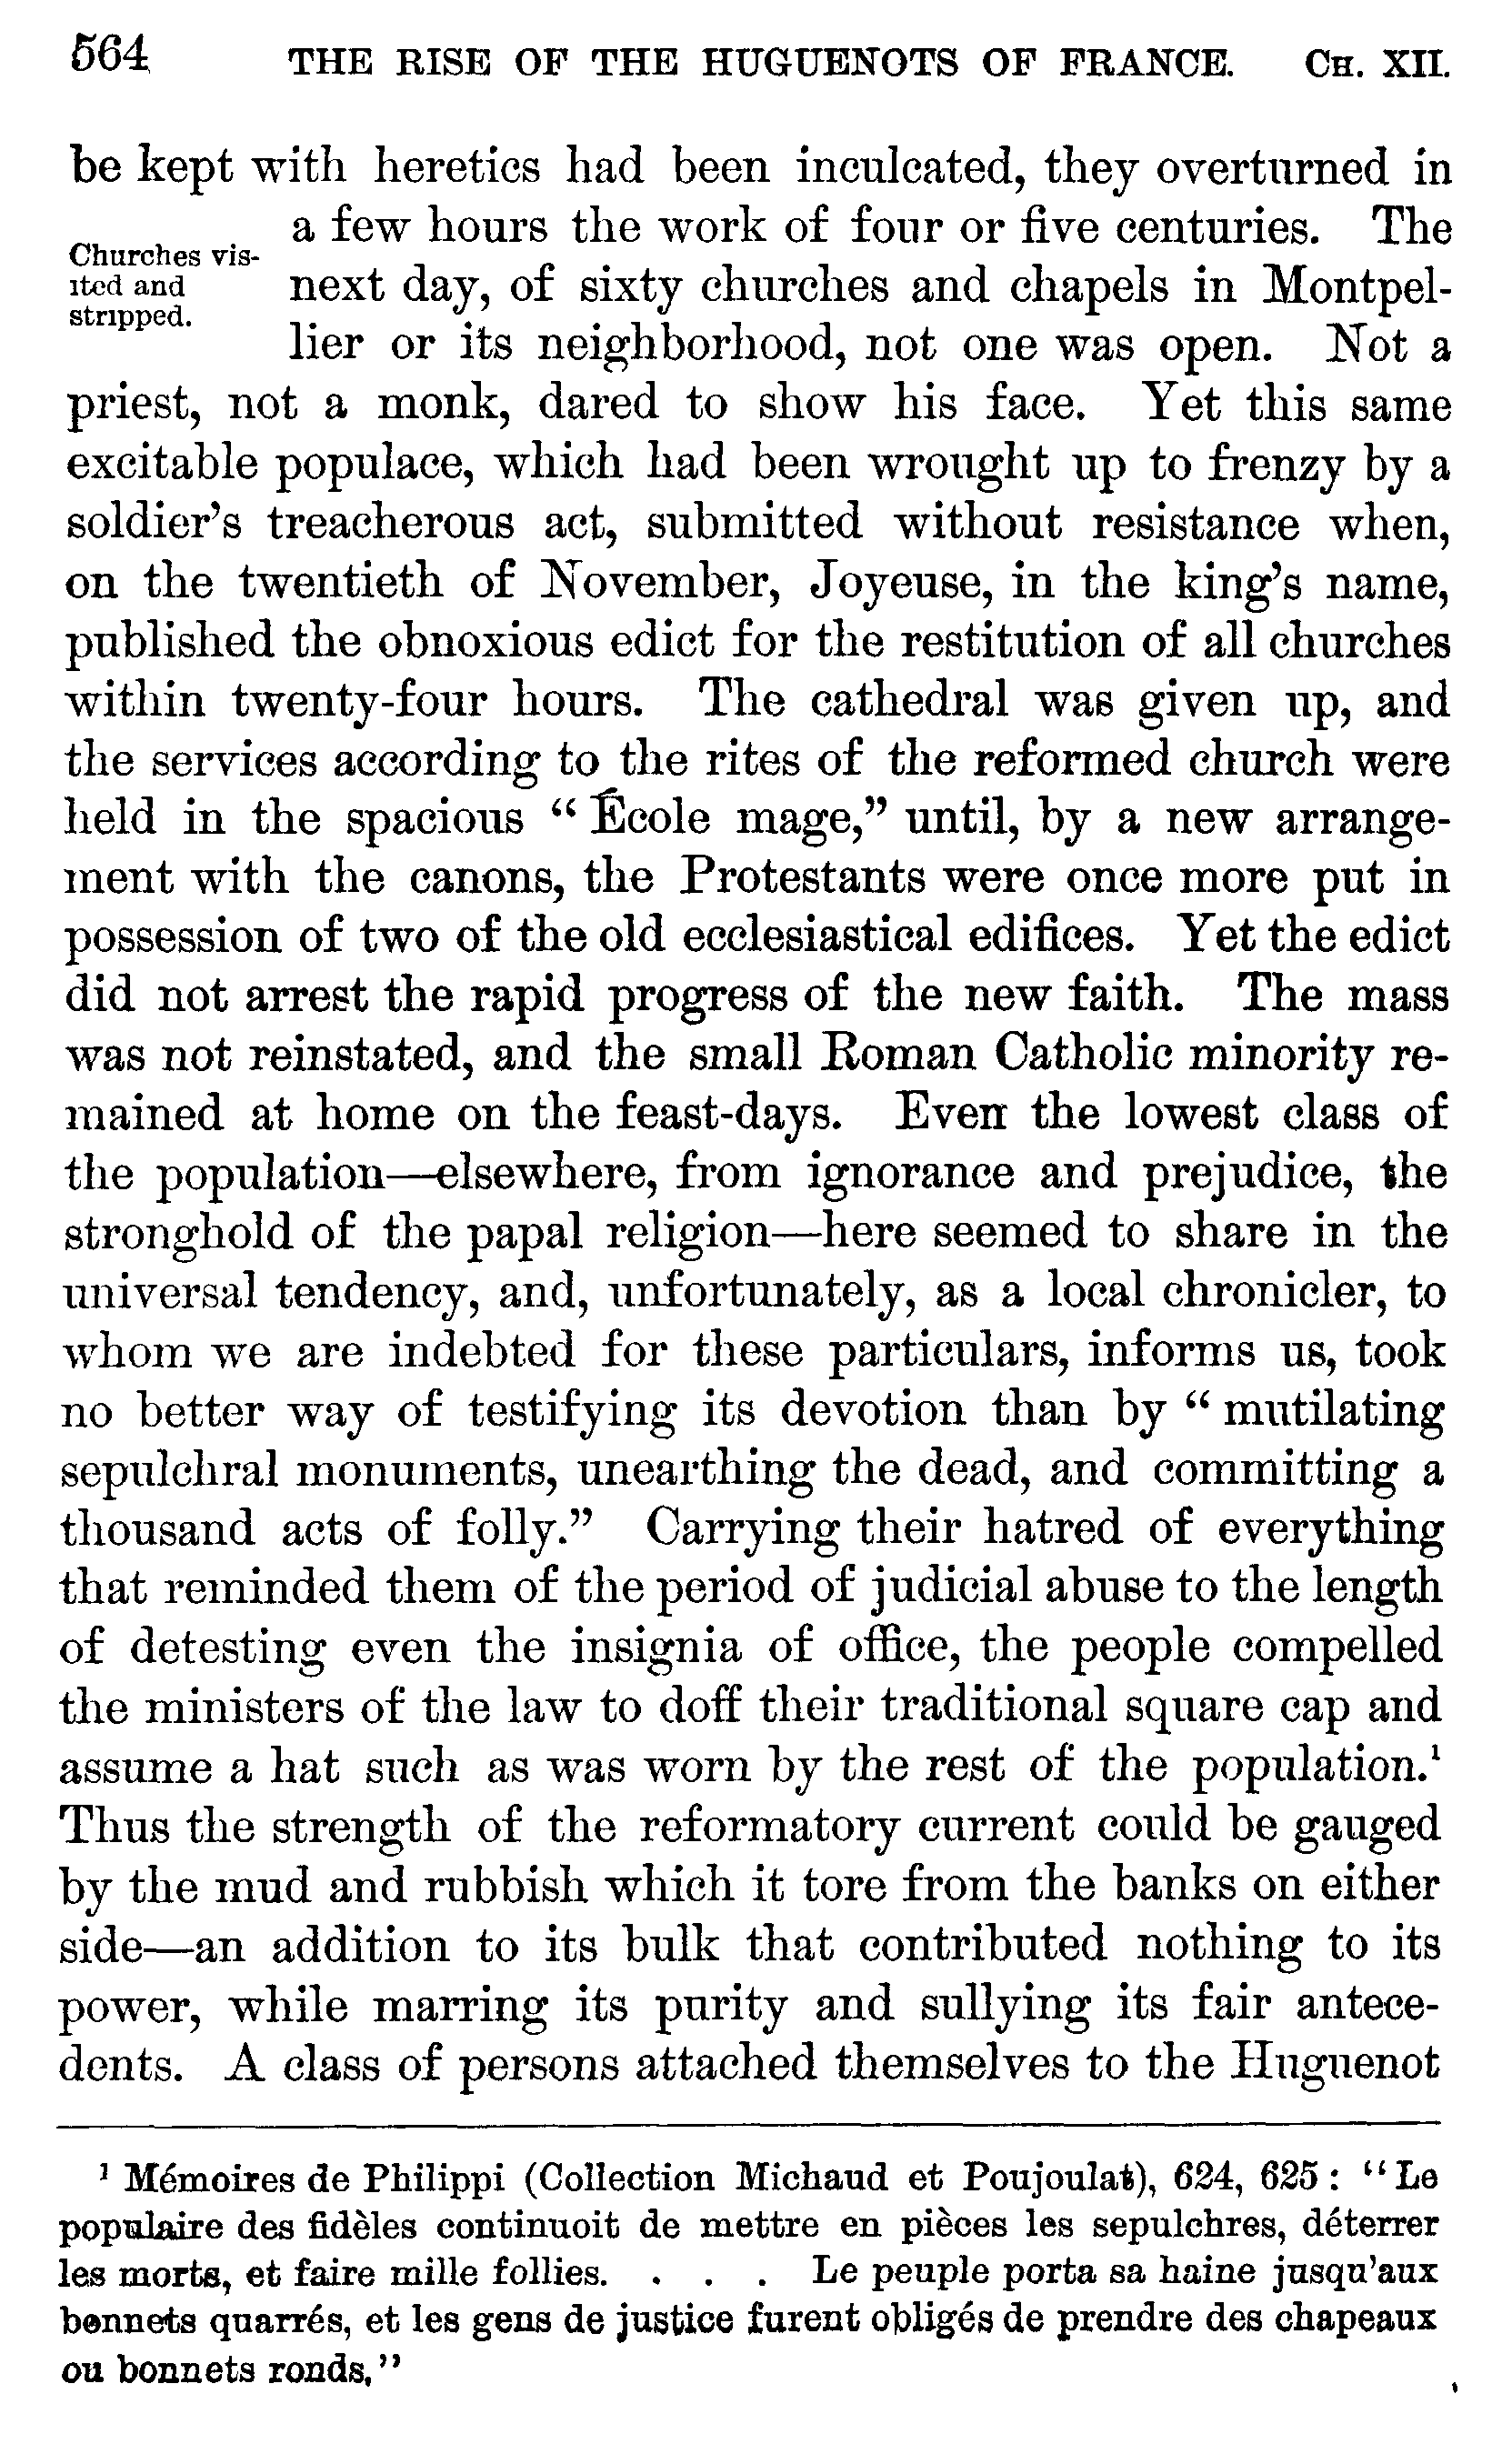 564 THE RISE OF THE HUGUENOTS OF FRANCE. CH. XII.
be kept with heretics had been inculcated, they overturned in
a few hours the work of four or five centuries. The
Churches vis-
ited and
stripped.
next day, of sixty churches and chapels in Montpel-
lier or its neighborhood, not one was open. Not a
priest, not a monk, dared to show his face. Yet this same
excitable populace, which had been wrought up to frenzy by a
soldier's treacherous act, submitted without resistance when,
on the twentieth of November, Joyeuse, in the king's name,
published the obnoxious edict for the restitution of all churches
within twenty-four hours. The cathedral was given up, and
the services according to the rites of the reformed church were
held in the spacious "École mage," until, by a new arrange-
ment with the canons, the Protestants were once more put in
possession of two of the old ecclesiastical edifices. Yet the edict
did not arrest the rapid progress of the new faith. The mass
was not reinstated, and the small Roman Catholic minority re-
mained at home on the feast-days. Even the lowest class of
the population—elsewhere, from ignorance and prejudice, the
stronghold of the papal religion—here seemed to share in the
universal tendency, and, unfortunately, as a local chronicler, to
whom we are indebted for these particulars, informs us, took
no better way of testifying its devotion than by "mutilating
sepulchral monuments, unearthing the dead, and committing a
thousand acts of folly." Carrying their hatred of everything
that reminded them of the period of judicial abuse to the length
of detesting even the insignia of office, the people compelled
the ministers of the law to doff their traditional square cap and
assume a hat such as was worn by the rest of the population.¹
Thus the strength of the reformatory current could be gauged
by the mud and rubbish which it tore from the banks on either
side—an addition to its bulk that contributed nothing to its
power, while marring its purity and sullying its fair antece-
dents. A class of persons attached themselves to the Huguenot
¹ Mémoires de Philippi (Collection Michaud et Poujoulat), 624, 625: "Le
populaire des fidèles continuoit de mettre en pièces les sepulchres, déterrer
les morts, et faire mille follies. . . . Le peuple porta sa haine jusqu'aux
bonnets quarrés, et les gens de justice furent obligés de prendre des chapeaux
ou bonnets ronds."